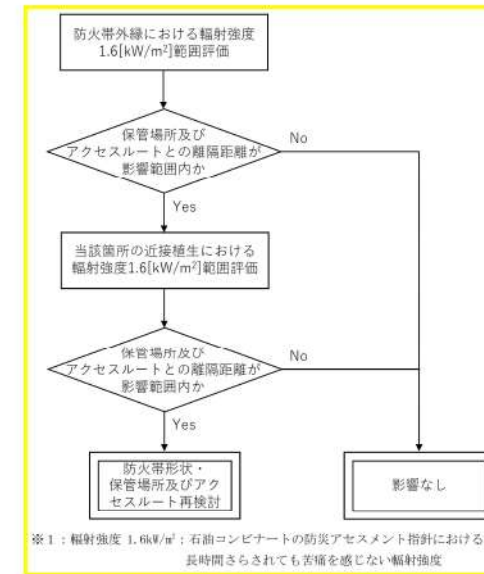 防火帯外縁における輻射強度
1.6[kW/m²]範囲評価
保管場所及び
アクセスルートとの離隔距離が
影響範囲内か
No
Yes
当該箇所の近接植生における
輻射強度1.6[kW/m²]範囲評価
保管場所及び
アクセスルートとの離隔距離が
影響範囲内か
No
Yes
防火帯形状・
保管場所及びアクセ
スルート再検討
影響なし
※1：輻射強度 1.6kW/m²：石油コンビナートの防災アセスメント指針における
長時間さらされても苦痛を感じない輻射強度